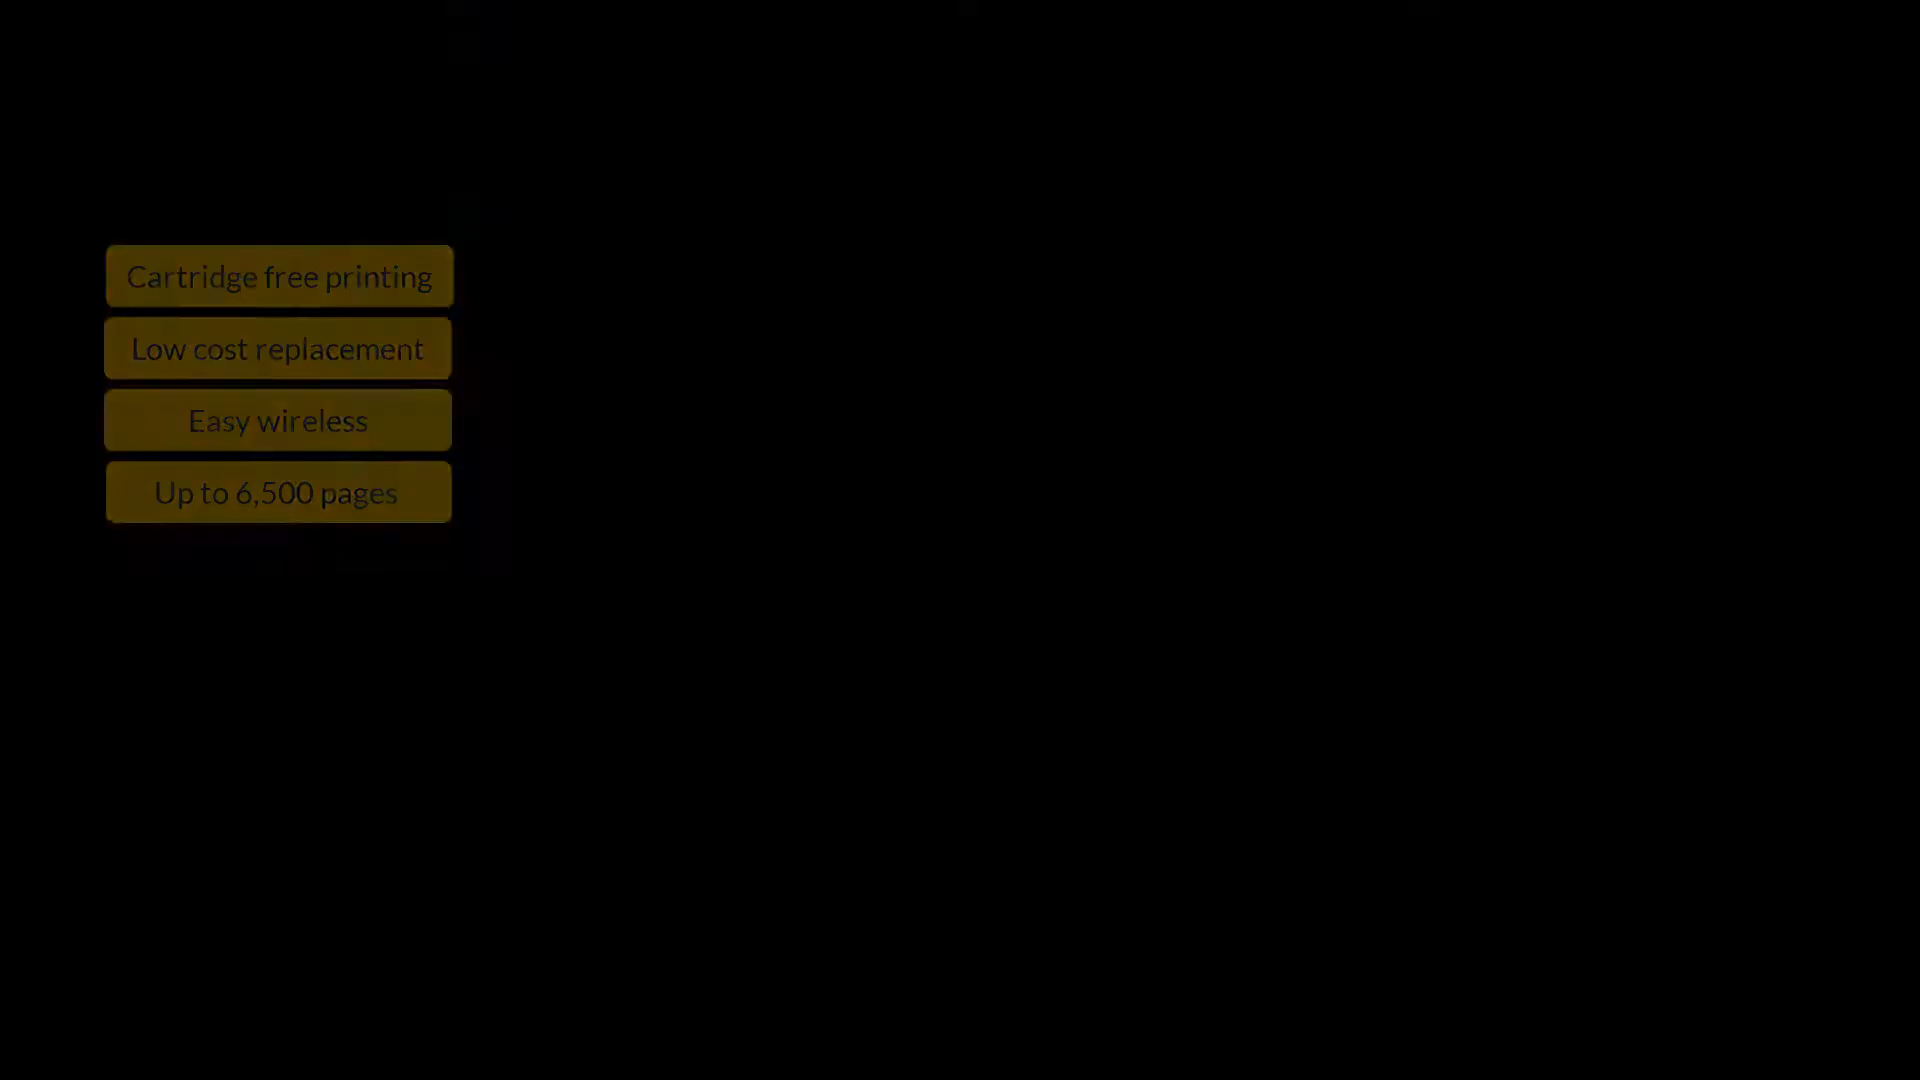 Cartridge free printing
Low cost replacement
Easy wireless
Up to 6,500 pages